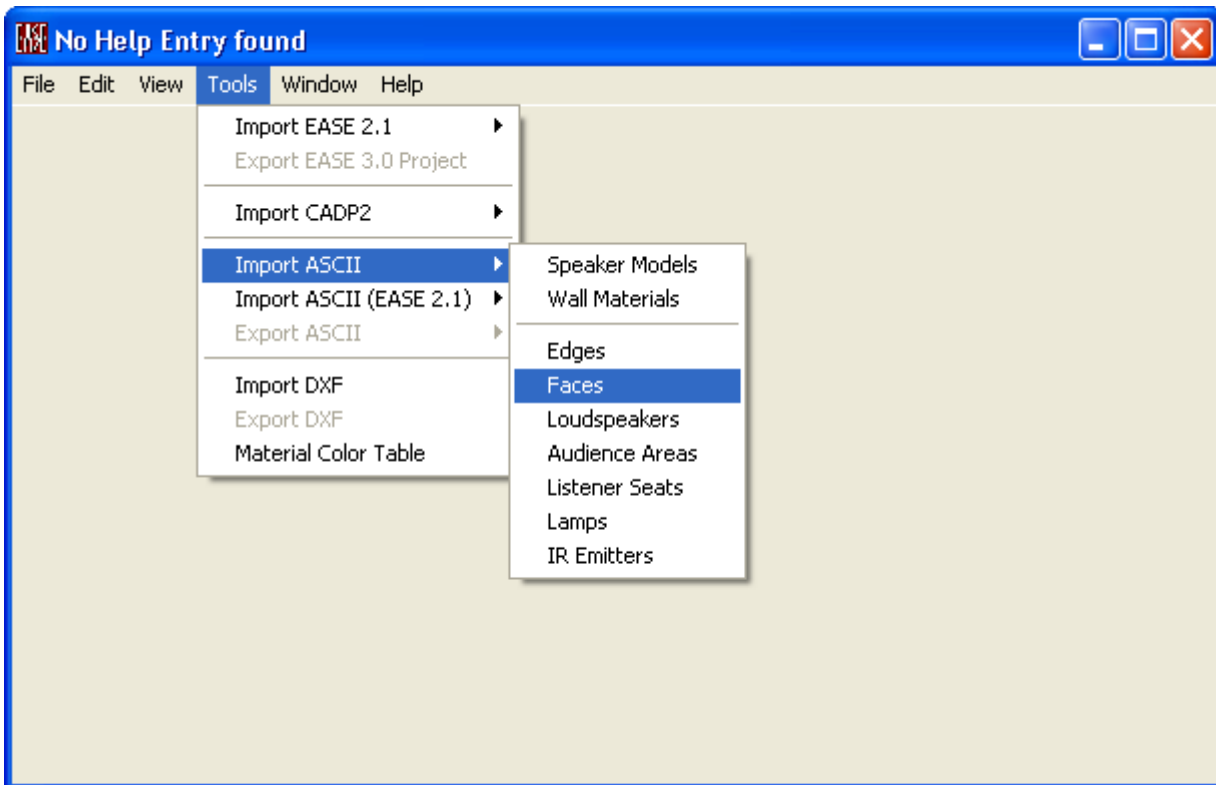 EASE No Help Entry found
File Edit View Tools Window Help
Import EASE 2.1
Export EASE 3.0 Project
Import CADP2
Import ASCII
Import ASCII (EASE 2.1)
Export ASCII
Import DXF
Export DXF
Material Color Table
Speaker Models
Wall Materials
Edges
Faces
Loudspeakers
Audience Areas
Listener Seats
Lamps
IR Emitters